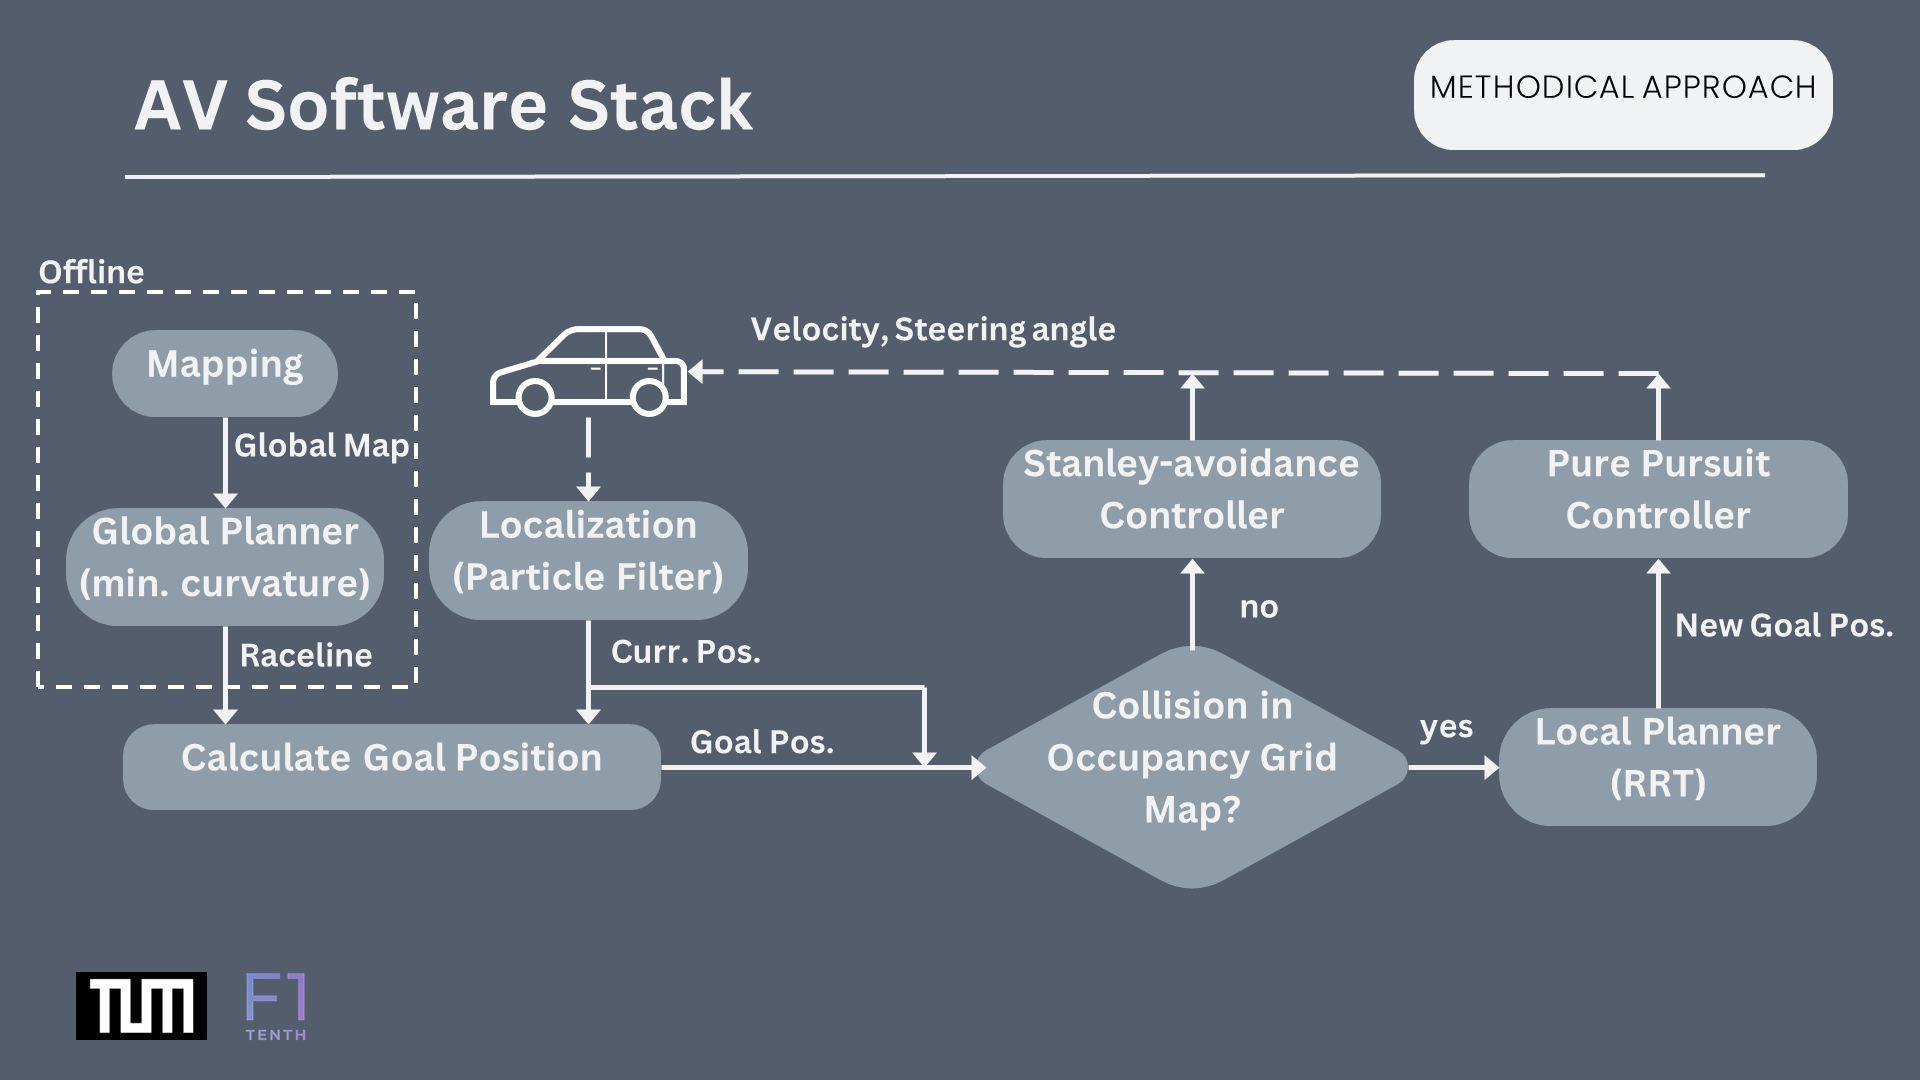 AV Software Stack
METHODICAL APPROACH
Offline
Mapping
Global Map
Global Planner
(min. curvature)
Raceline
Velocity, Steering angle
Localization
(Particle Filter)
Curr. Pos.
Calculate Goal Position
Goal Pos.
Stanley-avoidance
Controller
no
Collision in
Occupancy Grid
Map?
yes
Pure Pursuit
Controller
New Goal Pos.
Local Planner
(RRT)
TUM
F1
TENTH